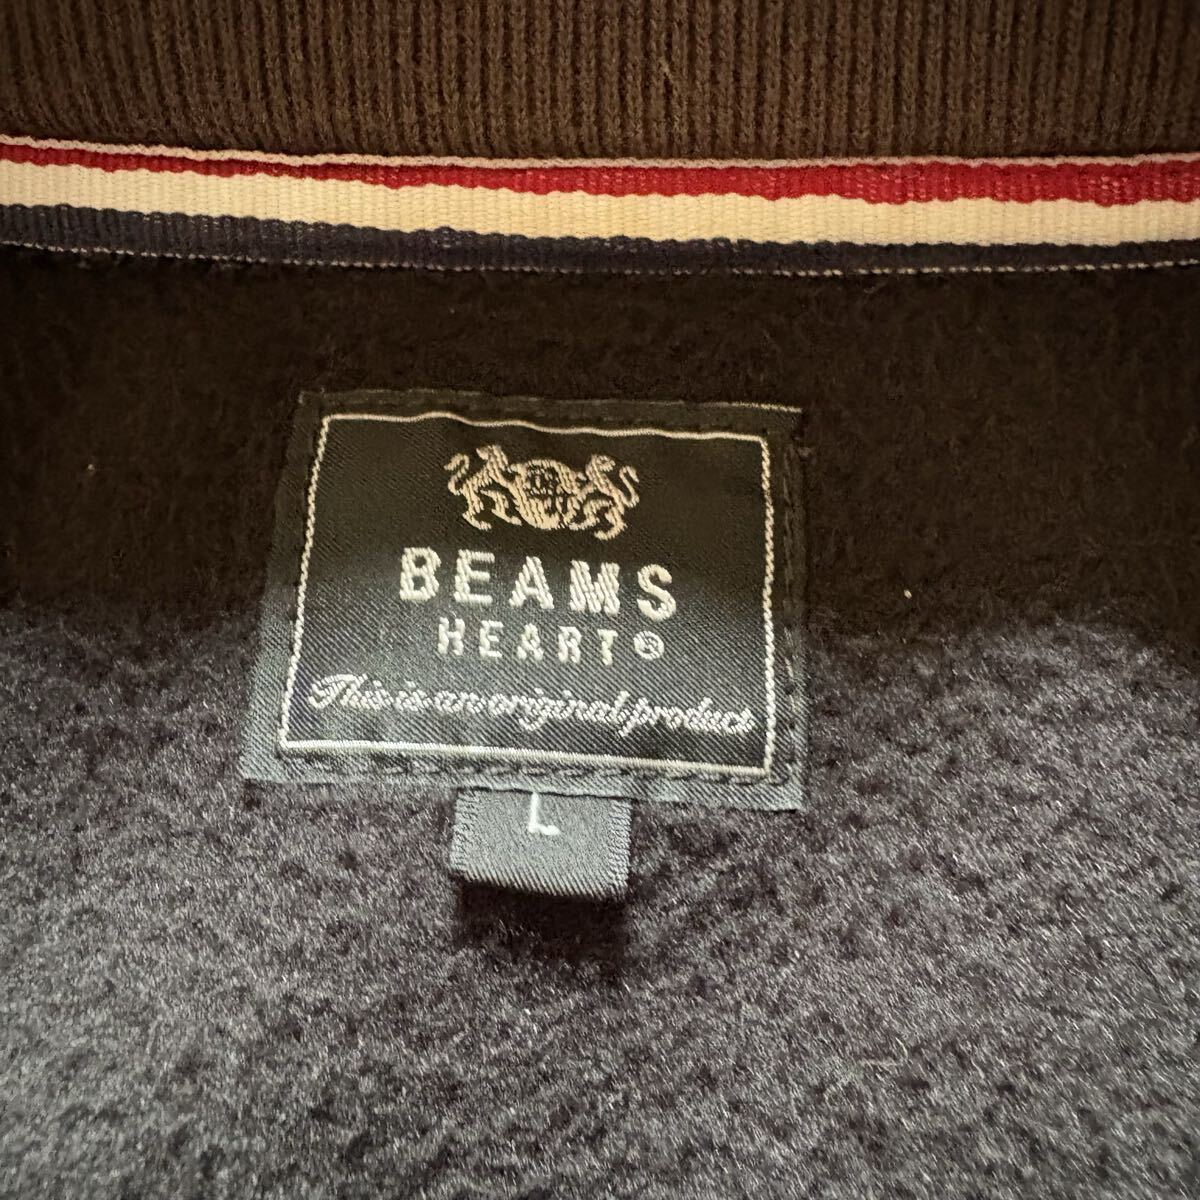 BEAMS
HEART®
This is an original product
L